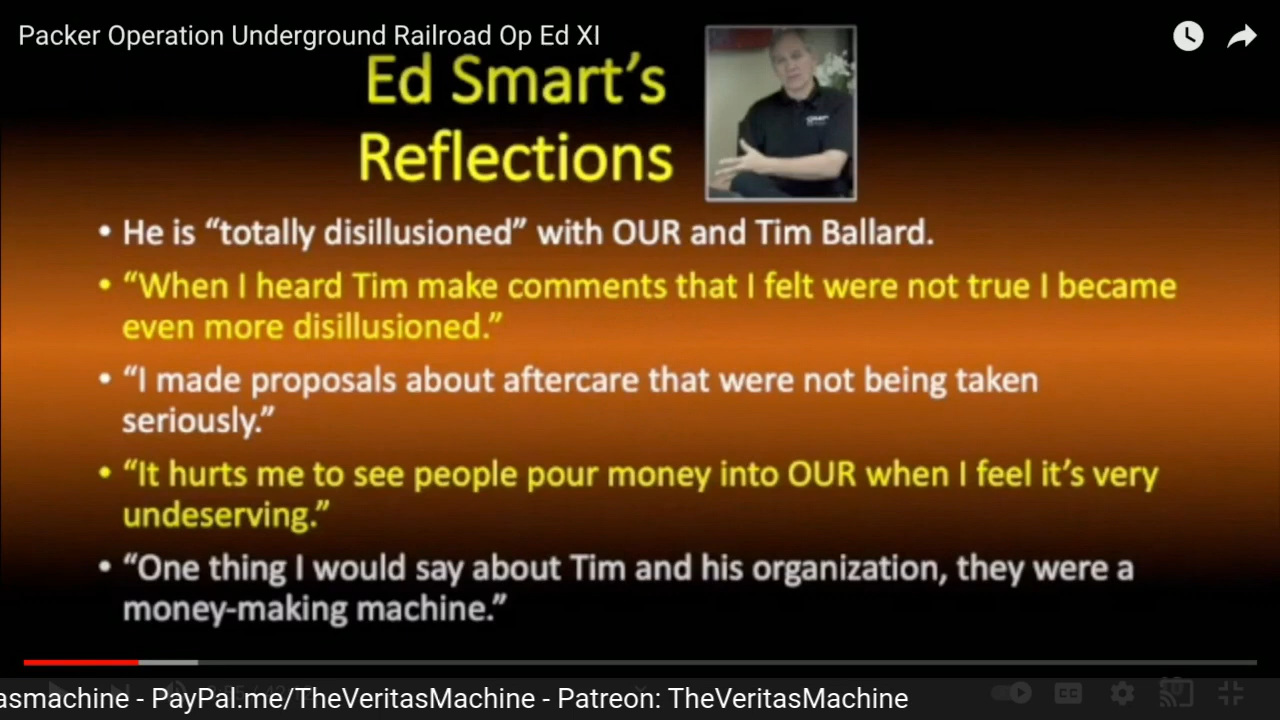 Packer Operation Underground Railroad Op Ed XI
Ed Smart’s
Reflections
• He is “totally disillusioned” with OUR and Tim Ballard.
• “When I heard Tim make comments that I felt were not true I became
even more disillusioned.”
• “I made proposals about aftercare that were not being taken
seriously.”
• “It hurts me to see people pour money into OUR when I feel it’s very
undeserving.”
• “One thing I would say about Tim and his organization, they were a
money-making machine.”
asmachine - PayPal.me/TheVeritasMachine - Patreon: TheVeritasMachine
CC